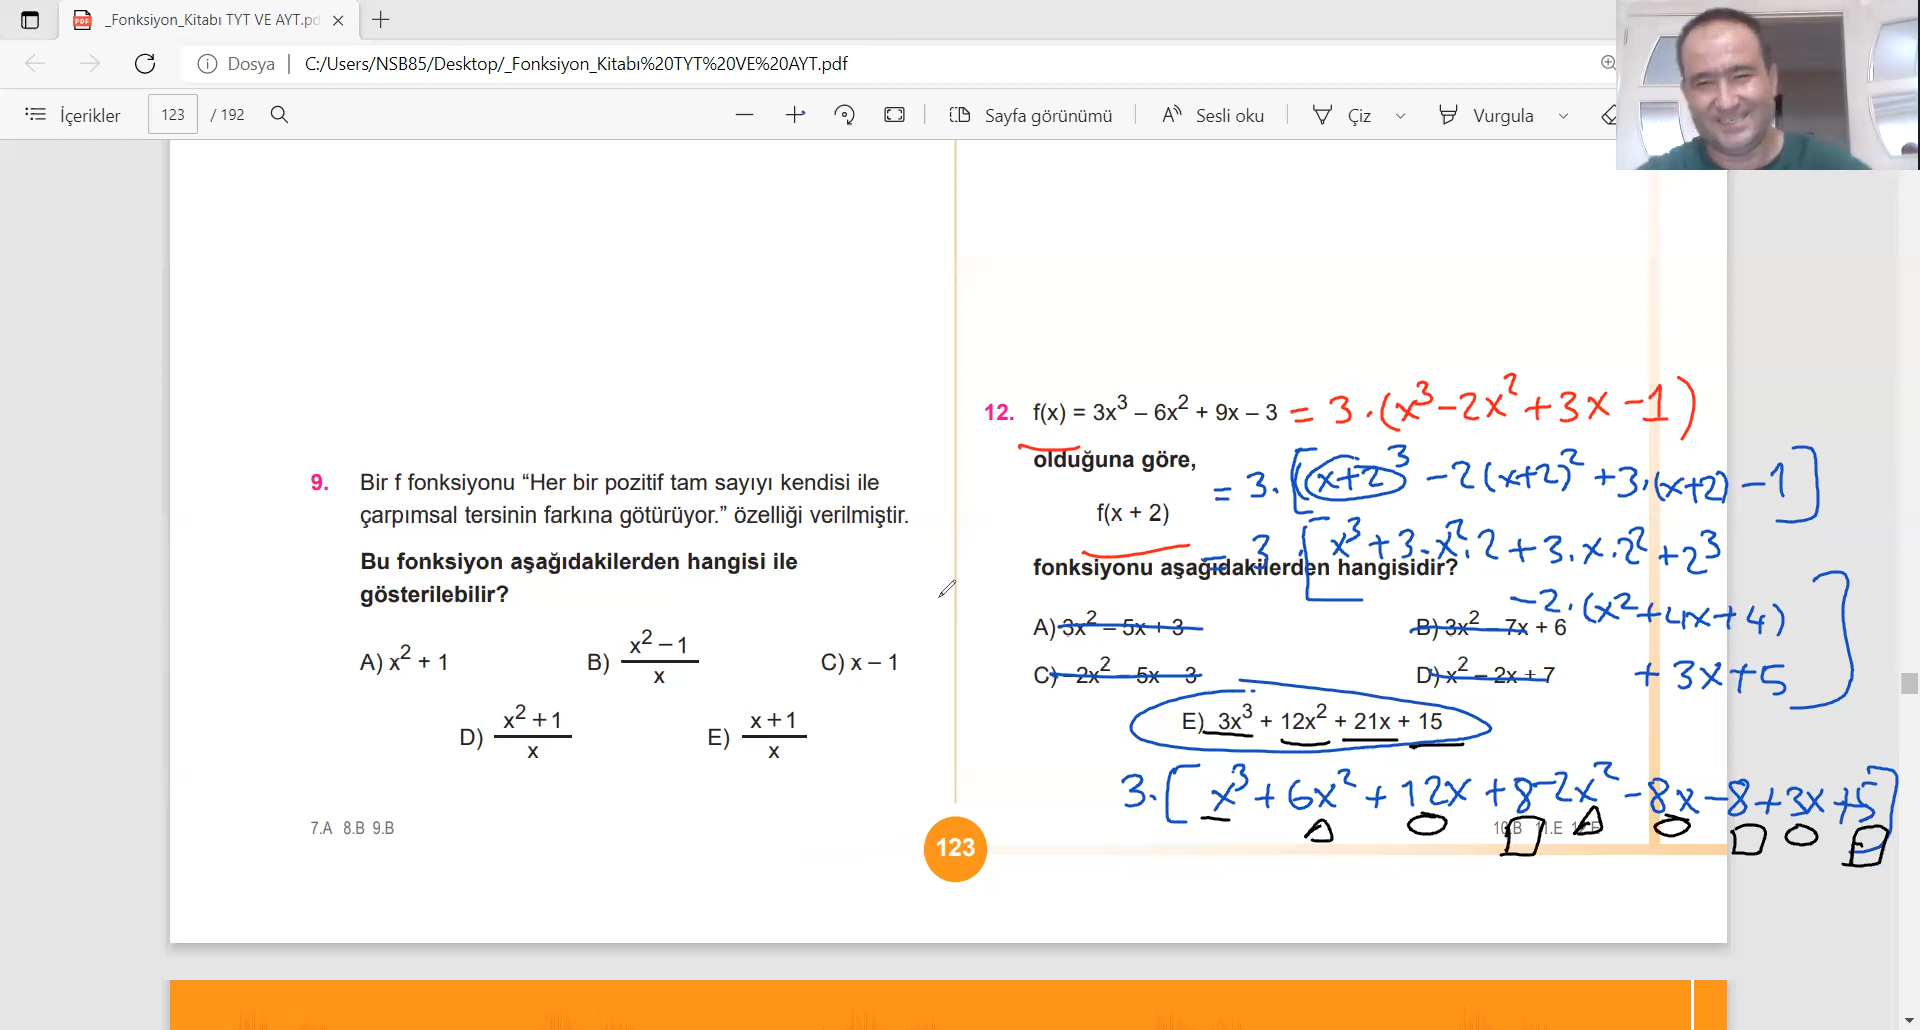 _Fonksiyon_Kitabı TYT VE AYT.pd
Dosya | C:/Users/NSB85/Desktop/_Fonksiyon_Kitabı%20TYT%20VE%20AYT.pdf
İçerikler 123 / 192 Sayfa görünümü Sesli oku Çiz Vurgula
9. Bir f fonksiyonu “Her bir pozitif tam sayıyı kendisi ile
çarpımsal tersinin farkına götürüyor.” özelliği verilmiştir.
Bu fonksiyon aşağıdakilerden hangisi ile
gösterilebilir?
A) x² + 1 B) (x² – 1)/x C) x – 1
D) (x² + 1)/x E) (x + 1)/x
7.A 8.B 9.B
123
12. f(x) = 3x³ – 6x² + 9x – 3 = 3.(x³ – 2x² + 3x – 1)
olduğuna göre,
= 3.[(x+2)³ – 2(x+2)² + 3.(x+2) – 1]
f(x + 2)
= 3.[x³ + 3.x².2 + 3.x.2² + 2³
fonksiyonu aşağıdakilerden hangisidir?
– 2.(x² + 4x + 4)
A) 3x² – 5x + 3 B) 3x² – 7x + 6
+ 3x + 5]
C) –2x² – 5x – 3 D) x² – 2x + 7
E) 3x³ + 12x² + 21x + 15
3.[x³ + 6x² + 12x + 8 – 2x² – 8x – 8 + 3x + 5]
10.B 11.E